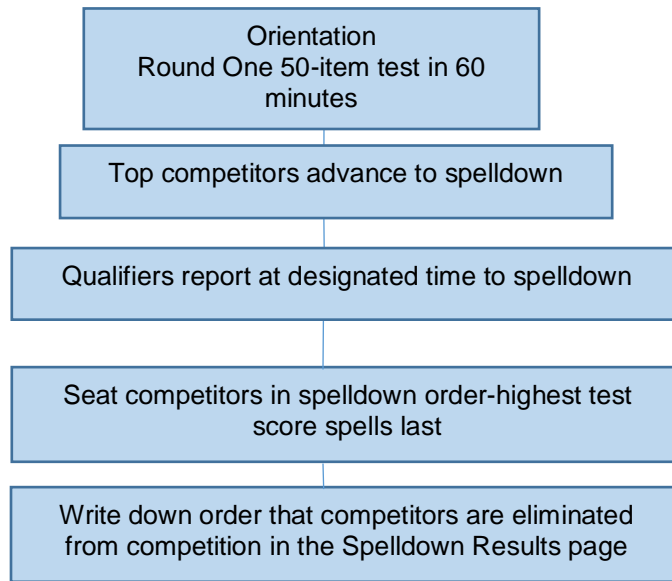 Orientation
Round One 50-item test in 60
minutes
Top competitors advance to spelldown
Qualifiers report at designated time to spelldown
Seat competitors in spelldown order-highest test
score spells last
Write down order that competitors are eliminated
from competition in the Spelldown Results page